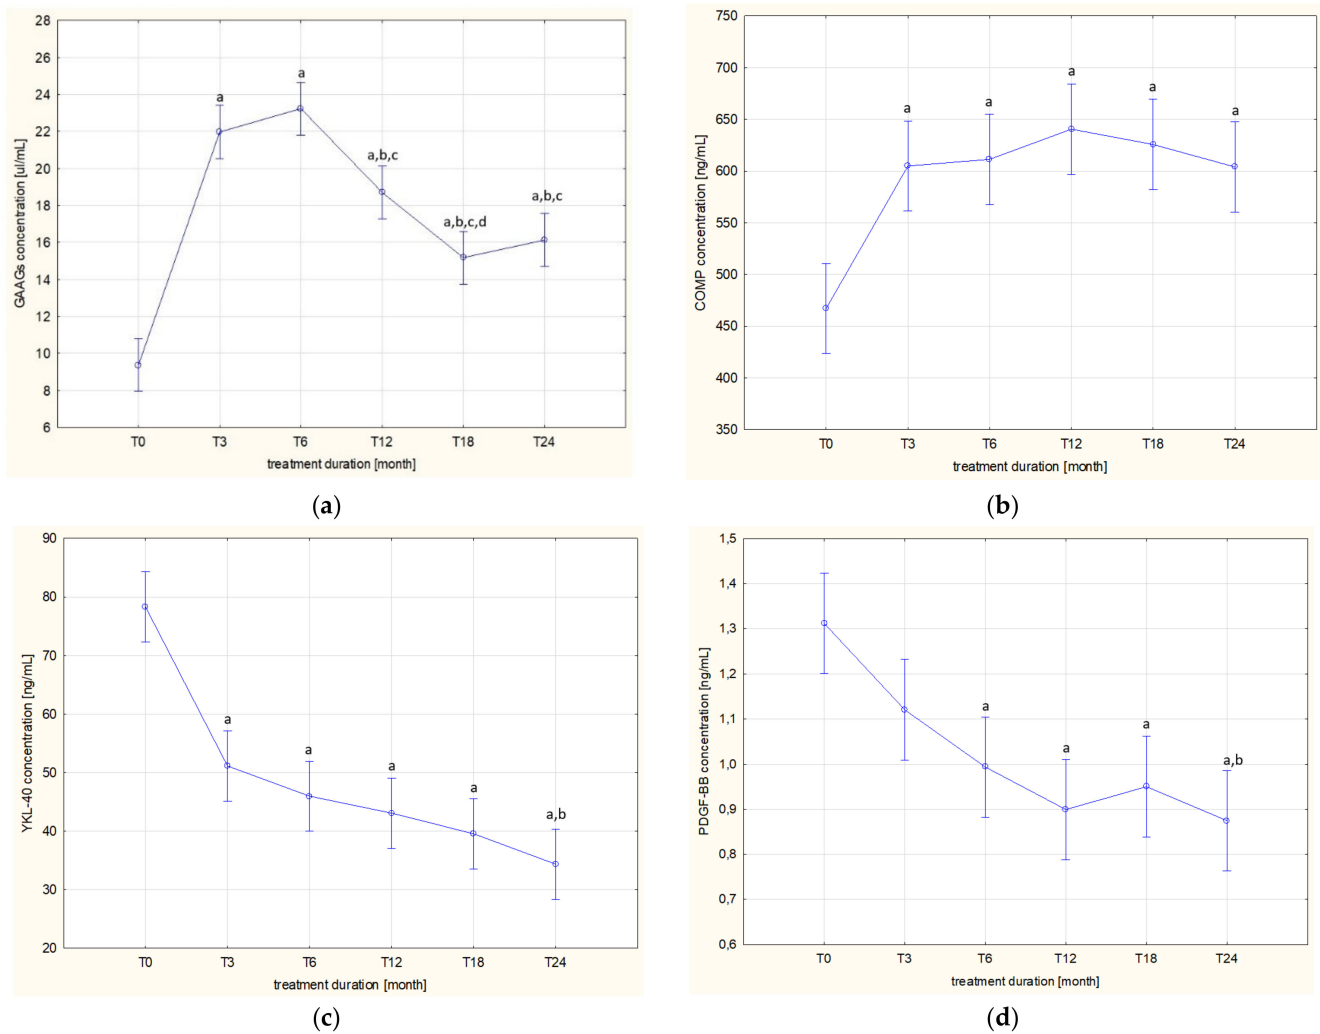 28
26
24
22
20
18
16
14
12
10
8
6
GAAGs concentration [ul/mL]
a
a
a,b,c
a,b,c,d
a,b,c
T0 T3 T6 T12 T18 T24
treatment duration [month]
(a)
750
700
650
600
550
500
450
400
350
COMP concentration [ng/mL]
a
a
a
a
a
T0 T3 T6 T12 T18 T24
treatment duration [month]
(b)
90
80
70
60
50
40
30
20
YKL-40 concentration [ng/mL]
a
a
a
a
a,b
T0 T3 T6 T12 T18 T24
treatment duration [month]
(c)
1,5
1,4
1,3
1,2
1,1
1,0
0,9
0,8
0,7
0,6
PDGF-BB concentration [ng/mL]
a
a
a
a,b
T0 T3 T6 T12 T18 T24
treatment duration [month]
(d)